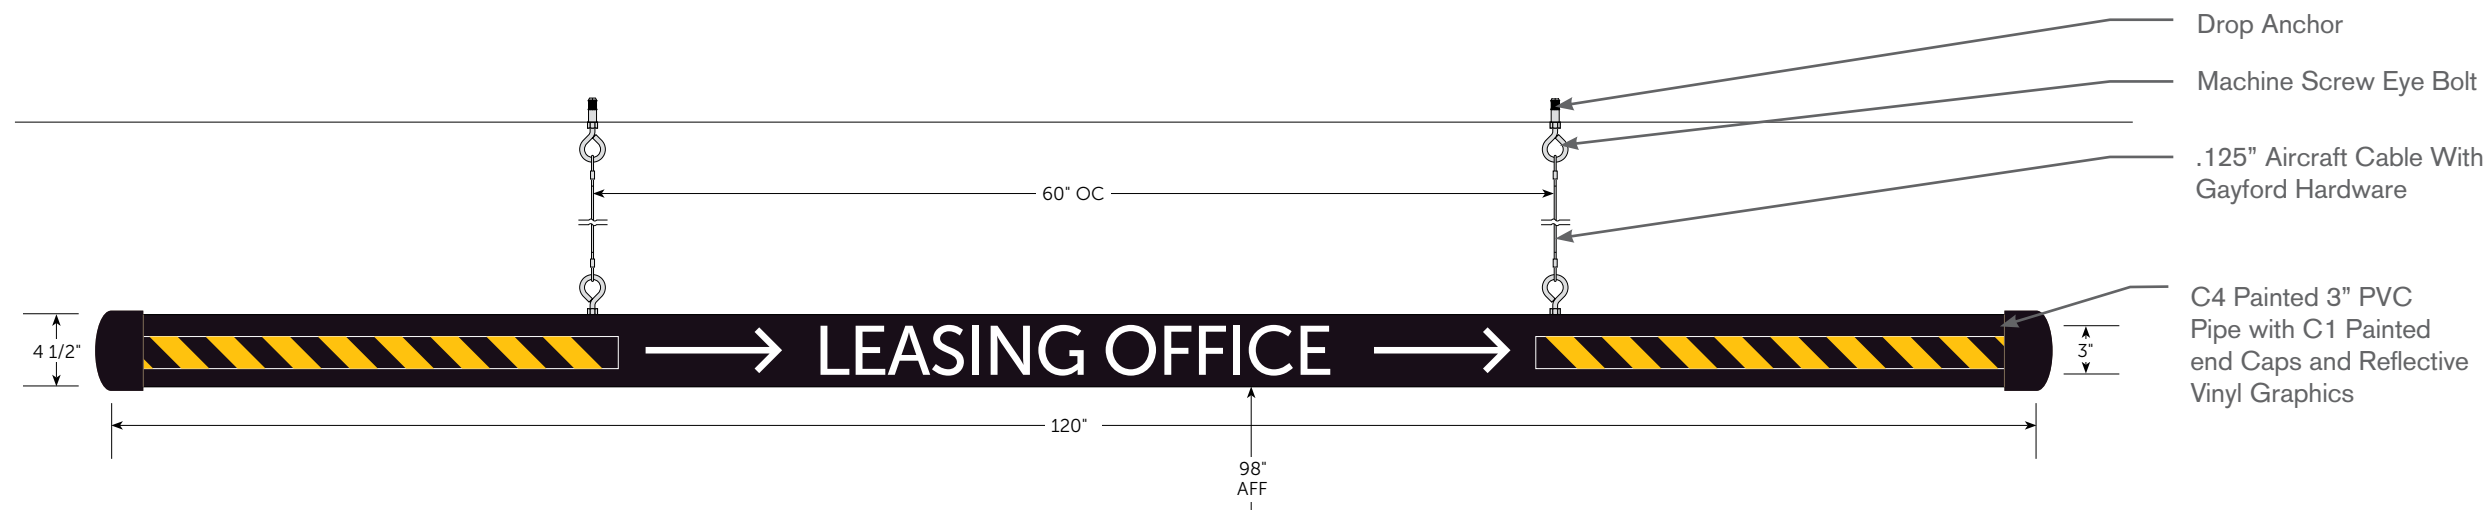 Drop Anchor
Machine Screw Eye Bolt
.125” Aircraft Cable With
Gayford Hardware
60" OC
C4 Painted 3” PVC
Pipe with C1 Painted
end Caps and Reflective
Vinyl Graphics
4 1/2"
LEASING OFFICE
3"
120"
98"
AFF